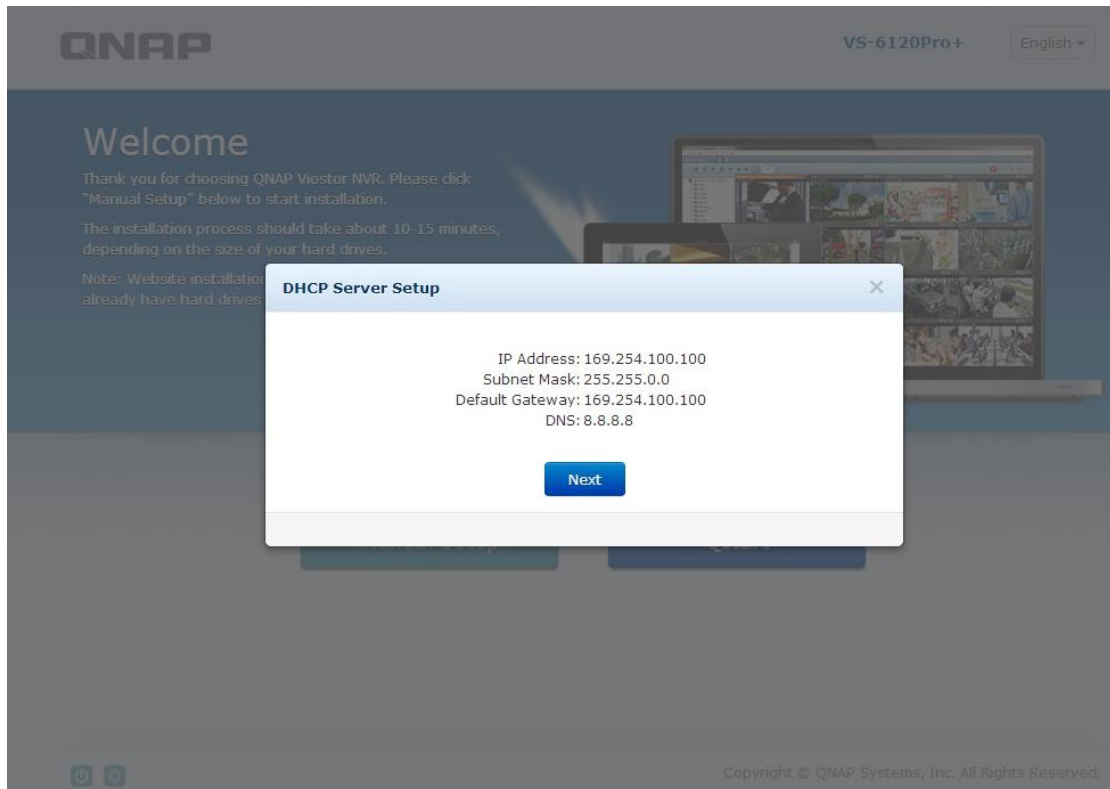 QNAP
VS-6120Pro+
English
Welcome
Thank you for choosing QNAP Viostor NVR. Please click
"Manual Setup" below to start installation.
The installation process should take about 10-15 minutes,
depending on the size of your hard drives.
Note: Website installation
already have hard drives
DHCP Server Setup
IP Address: 169.254.100.100
Subnet Mask: 255.255.0.0
Default Gateway: 169.254.100.100
DNS: 8.8.8.8
Next
Copyright © QNAP Systems, Inc. All Rights Reserved.